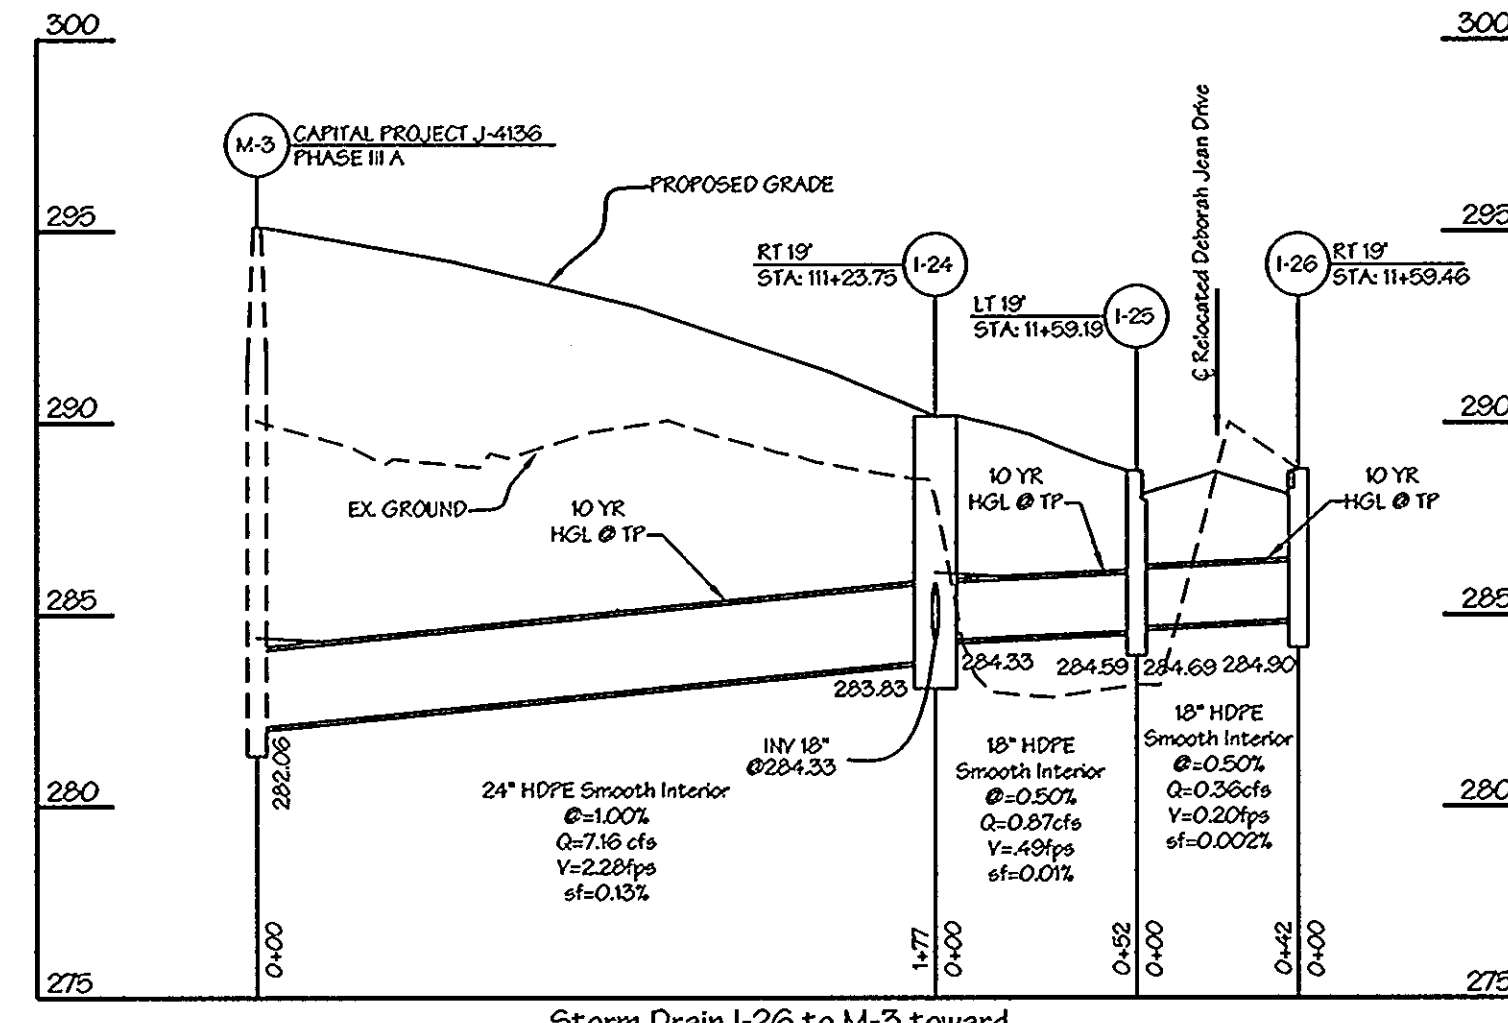 300
300
M-3
CAPITAL PROJECT J-4136
PHASE III A
PROPOSED GRADE
295
295
RT 19'
STA: 111+23.75
I-24
LT 19'
STA: 11+59.19
I-25
℄ Relocated Deborah Jean Drive
I-26
RT 19'
STA: 11+59.46
290
290
EX. GROUND
10 YR
HGL @ TP
10 YR
HGL @ TP
10 YR
HGL @ TP
285
285
283.83
284.33
284.59
284.69
284.90
282.06
INV 18"
@284.33
24" HDPE Smooth Interior
@=1.00%
Q=7.16 cfs
V=2.28fps
sf=0.13%
18" HDPE
Smooth Interior
@=0.50%
Q=0.87cfs
V=.49fps
sf=0.01%
18" HDPE
Smooth Interior
@=0.50%
Q=0.36cfs
V=0.20fps
sf=0.002%
280
280
0+00
1+77
0+00
0+52
0+00
0+42
0+00
275
275
Storm Drain I-26 to M-3 toward